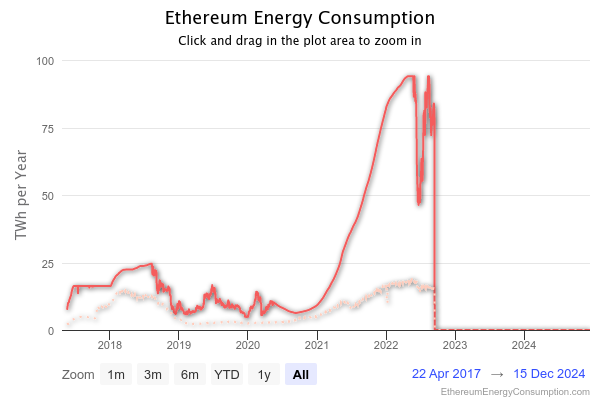 Ethereum Energy Consumption
Click and drag in the plot area to zoom in
TWh per Year
100
75
50
25
0
2018 2019 2020 2021 2022 2023 2024
Zoom 1m 3m 6m YTD 1y All 22 Apr 2017 → 15 Dec 2024
EthereumEnergyConsumption.com